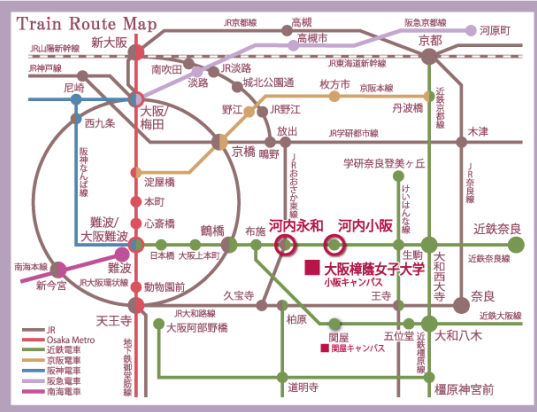 Train Route Map
JR京都線
高槻
阪急京都線
河原町
新大阪
高槻市
京都
JR山陽新幹線
JR東海道新幹線
JR神戸線
南吹田
JR淡路
淡路
城北公園通
尼崎
枚方市
京阪本線
大阪/
梅田
野江
JR野江
丹波橋
近鉄京都線
西九条
京橋
放出
鴫野
JR学研都市線
木津
阪神なんば線
JRおおさか東線
学研奈良登美ヶ丘
けいはんな線
JR奈良線
淀屋橋
本町
心斎橋
難波/
大阪難波
鶴橋
布施
河内永和
河内小阪
近鉄奈良
日本橋
大阪上本町
生駒
大和西大寺
近鉄奈良線
南海本線
難波
新今宮
JR大阪環状線
動物園前
大阪樟蔭女子大学
小阪キャンパス
久宝寺
王寺
奈良
天王寺
JR大和路線
柏原
近鉄大阪線
大阪阿部野橋
関屋
五位堂
大和八木
関屋キャンパス
近鉄橿原線
地下鉄御堂筋線
道明寺
橿原神宮前
JR
Osaka Metro
近鉄電車
京阪電車
阪神電車
阪急電車
南海電車